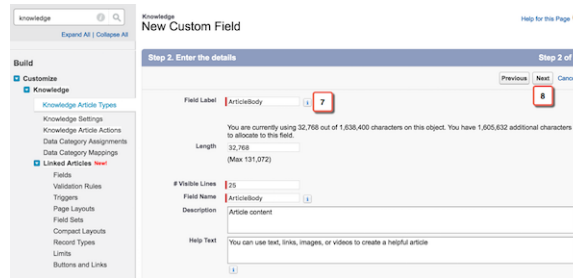 knowledge
Expand All | Collapse All
Build
Customize
Knowledge
Knowledge Article Types
Knowledge Settings
Knowledge Article Actions
Data Category Assignments
Data Category Mappings
Linked Articles New!
Fields
Validation Rules
Triggers
Page Layouts
Field Sets
Compact Layouts
Record Types
Limits
Buttons and Links
Knowledge
New Custom Field
Help for this Page
Step 2. Enter the details
Step 2 of
Previous Next Cance
8
Field Label ArticleBody i 7
You are currently using 32,768 out of 1,638,400 characters on this object. You have 1,605,632 additional characters
to allocate to this field.
Length 32,768
(Max 131,072)
# Visible Lines 25
Field Name ArticleBody i
Description Article content
Help Text You can use text, links, images, or videos to create a helpful article
i